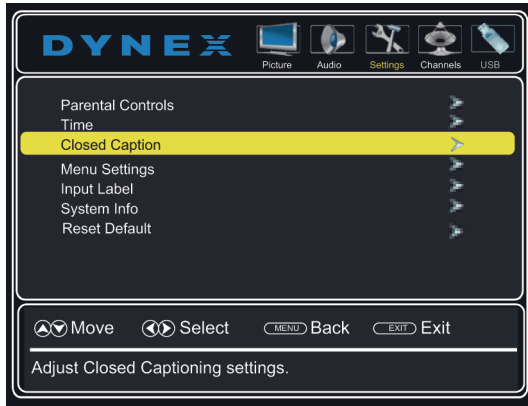 DYNEX
Picture Audio Settings Channels USB
Parental Controls
Time
Closed Caption
Menu Settings
Input Label
System Info
Reset Default
Move Select MENU Back EXIT Exit
Adjust Closed Captioning settings.